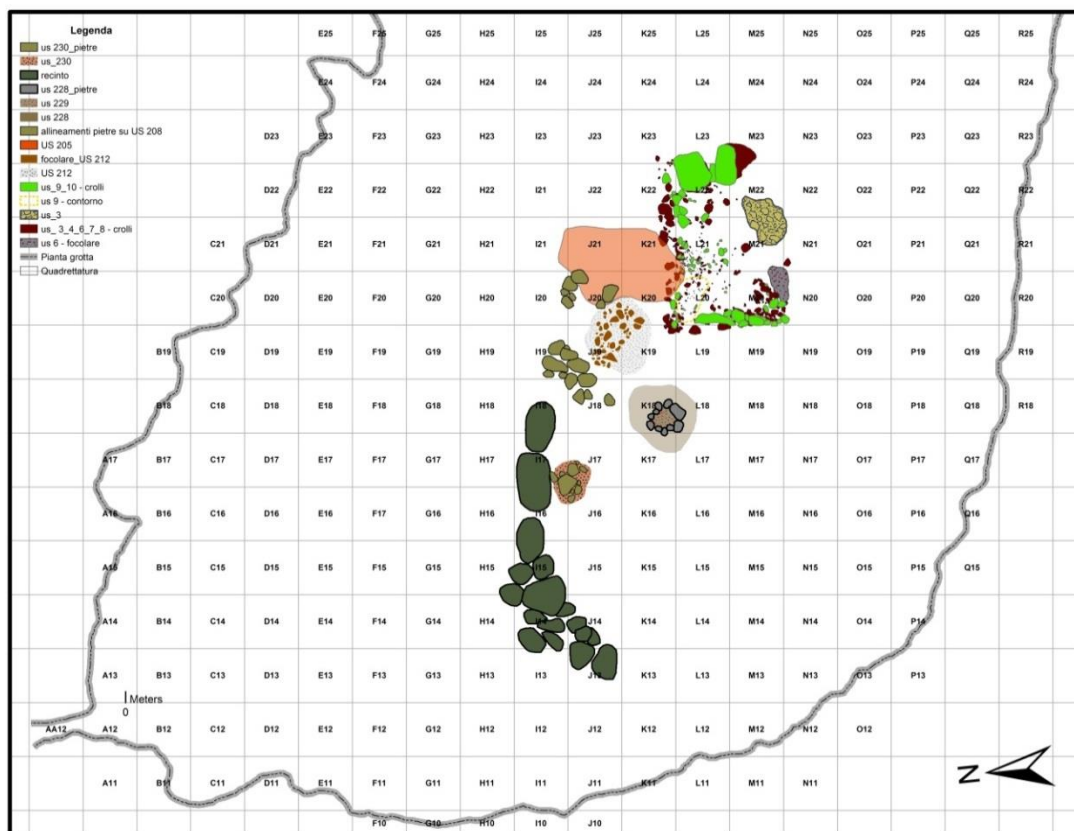 Legenda
us 230_pietre
us_230
recinto
us 228_pietre
us 229
us 228
allineamenti pietre su US 208
US 205
focolare_US 212
US 212
us_9_10 - crolli
us 9 - contorno
us_3
us_ 3_4_6_7_8 - crolli
us 6 - focolare
Pianta grotta
Quadrettatura
E25 F25 G25 H25 I25 J25 K25 L25 M25 N25 O25 P25 Q25 R25
E24 F24 G24 H24 I24 J24 K24 L24 M24 N24 O24 P24 Q24 R24
D23 E23 F23 G23 H23 I23 J23 K23 L23 M23 N23 O23 P23 Q23 R23
D22 E22 F22 G22 H22 I21 J22 K22 L22 M22 N22 O22 P22 Q22 R22
C21 D21 E21 F21 G21 H21 I21 J21 K21 L21 M21 N21 O21 P21 Q21 R21
C20 D20 E20 F20 G20 H20 I20 J20 K20 L20 N20 O20 P20 Q20 R20
B19 C19 D19 E19 F19 G19 H19 I19 J19 K19 L19 M19 N19 O19 P19 Q19 R19
B18 C18 D18 E18 F18 G18 H18 I18 J18 K18 L18 M18 N18 O18 P18 Q18 R18
A17 B17 C17 D17 E17 F17 G17 H17 I17 J17 K17 L17 M17 N17 O17 P17 Q17
A16 B16 C16 D16 E16 F17 G16 H16 I16 J16 K16 L16 M16 N16 O16 P16 Q16
A15 B15 C15 D15 E15 F15 G15 H15 I15 J15 K15 L15 M15 N15 O15 P15 Q15
A14 B14 C14 D14 E14 F14 G14 H14 I14 J14 K14 L14 M14 N14 O14 P14
A13 B13 C13 D13 E13 F13 G13 H13 I13 J13 K13 L13 M13 N13 O13 P13
Meters
0
AA12 A12 B12 C12 D12 E12 F12 G12 H12 I12 J12 K12 L12 M12 N12 O12
A11 B11 C11 D11 E11 F11 G11 H11 I11 J11 K11 L11 M11 N11
N
F10 G10 H10 I10 J10